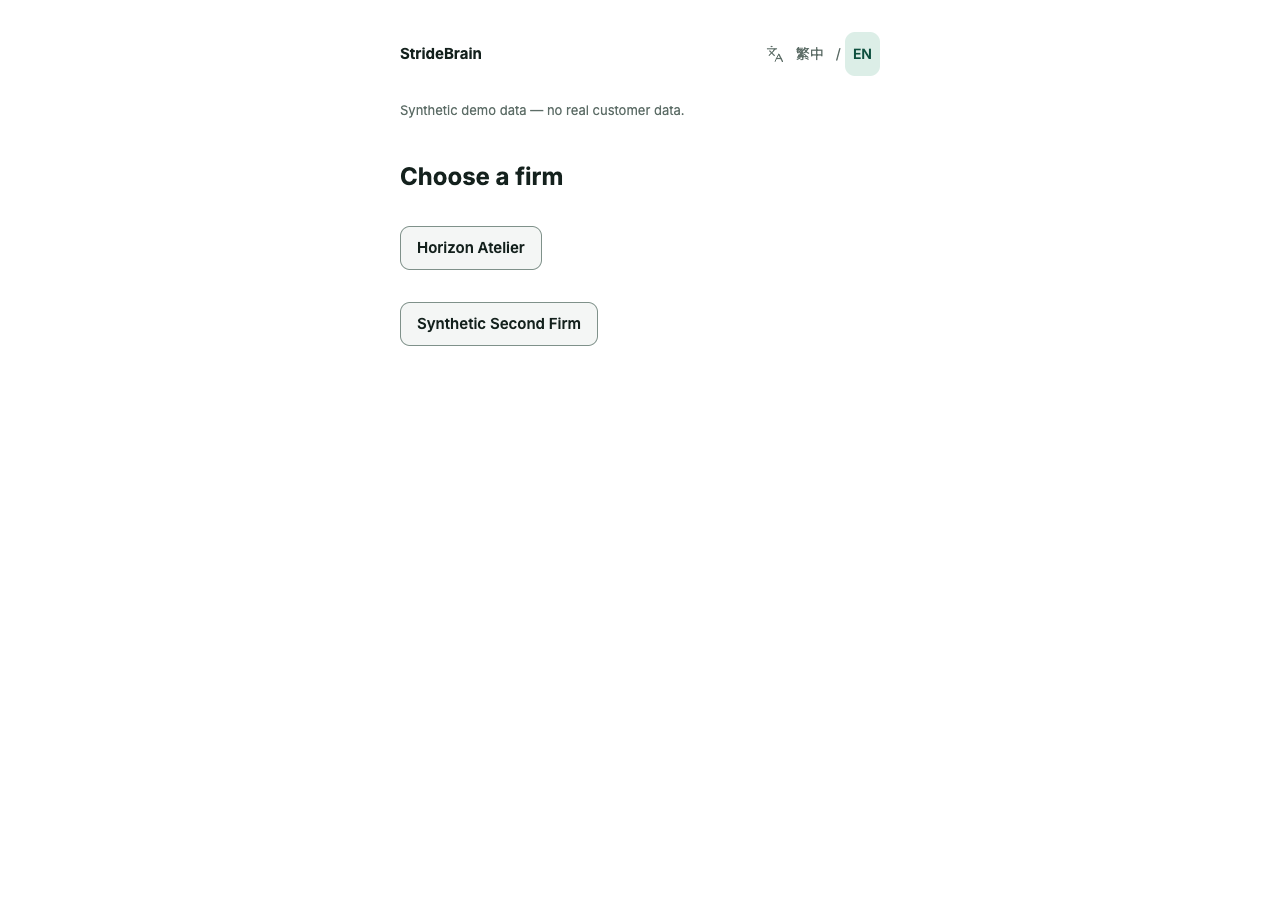 StrideBrain
繁中 / EN
Synthetic demo data — no real customer data.
Choose a firm
Horizon Atelier
Synthetic Second Firm